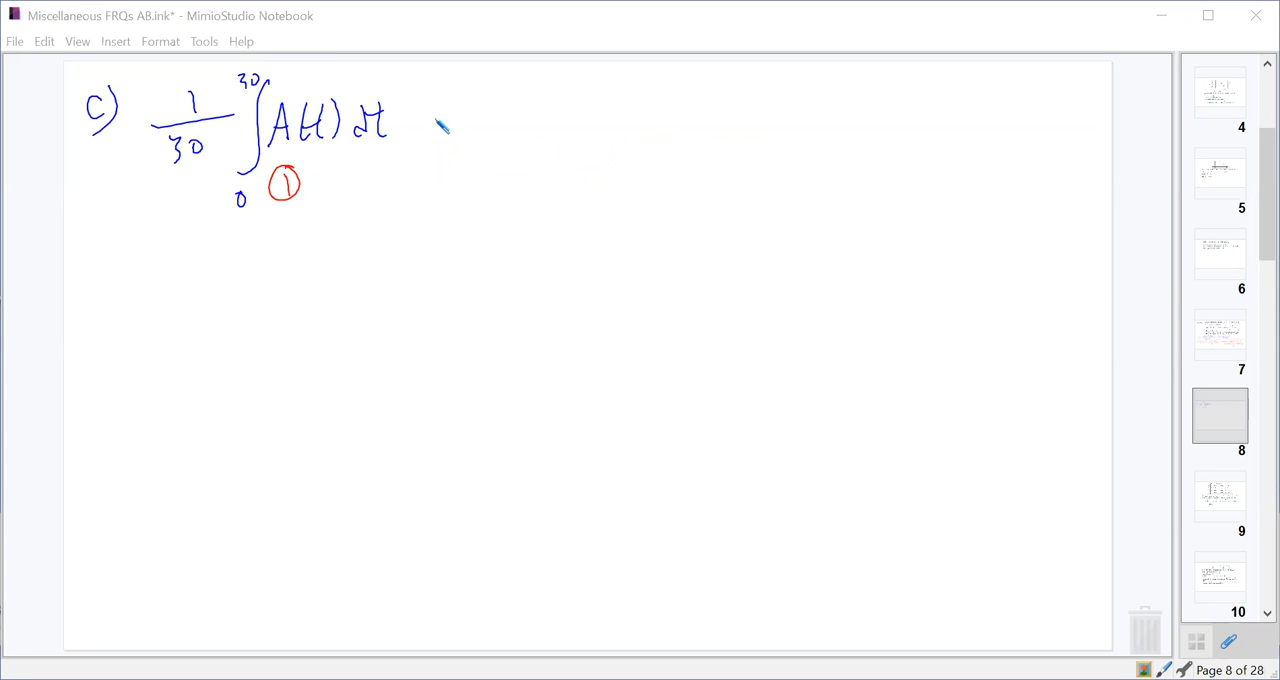 Miscellaneous FRQs AB.ink* - MimioStudio Notebook
File Edit View Insert Format Tools Help
C) 1/30 ∫₀³⁰ A(t) dt
①
4
5
6
7
8
9
10
Page 8 of 28